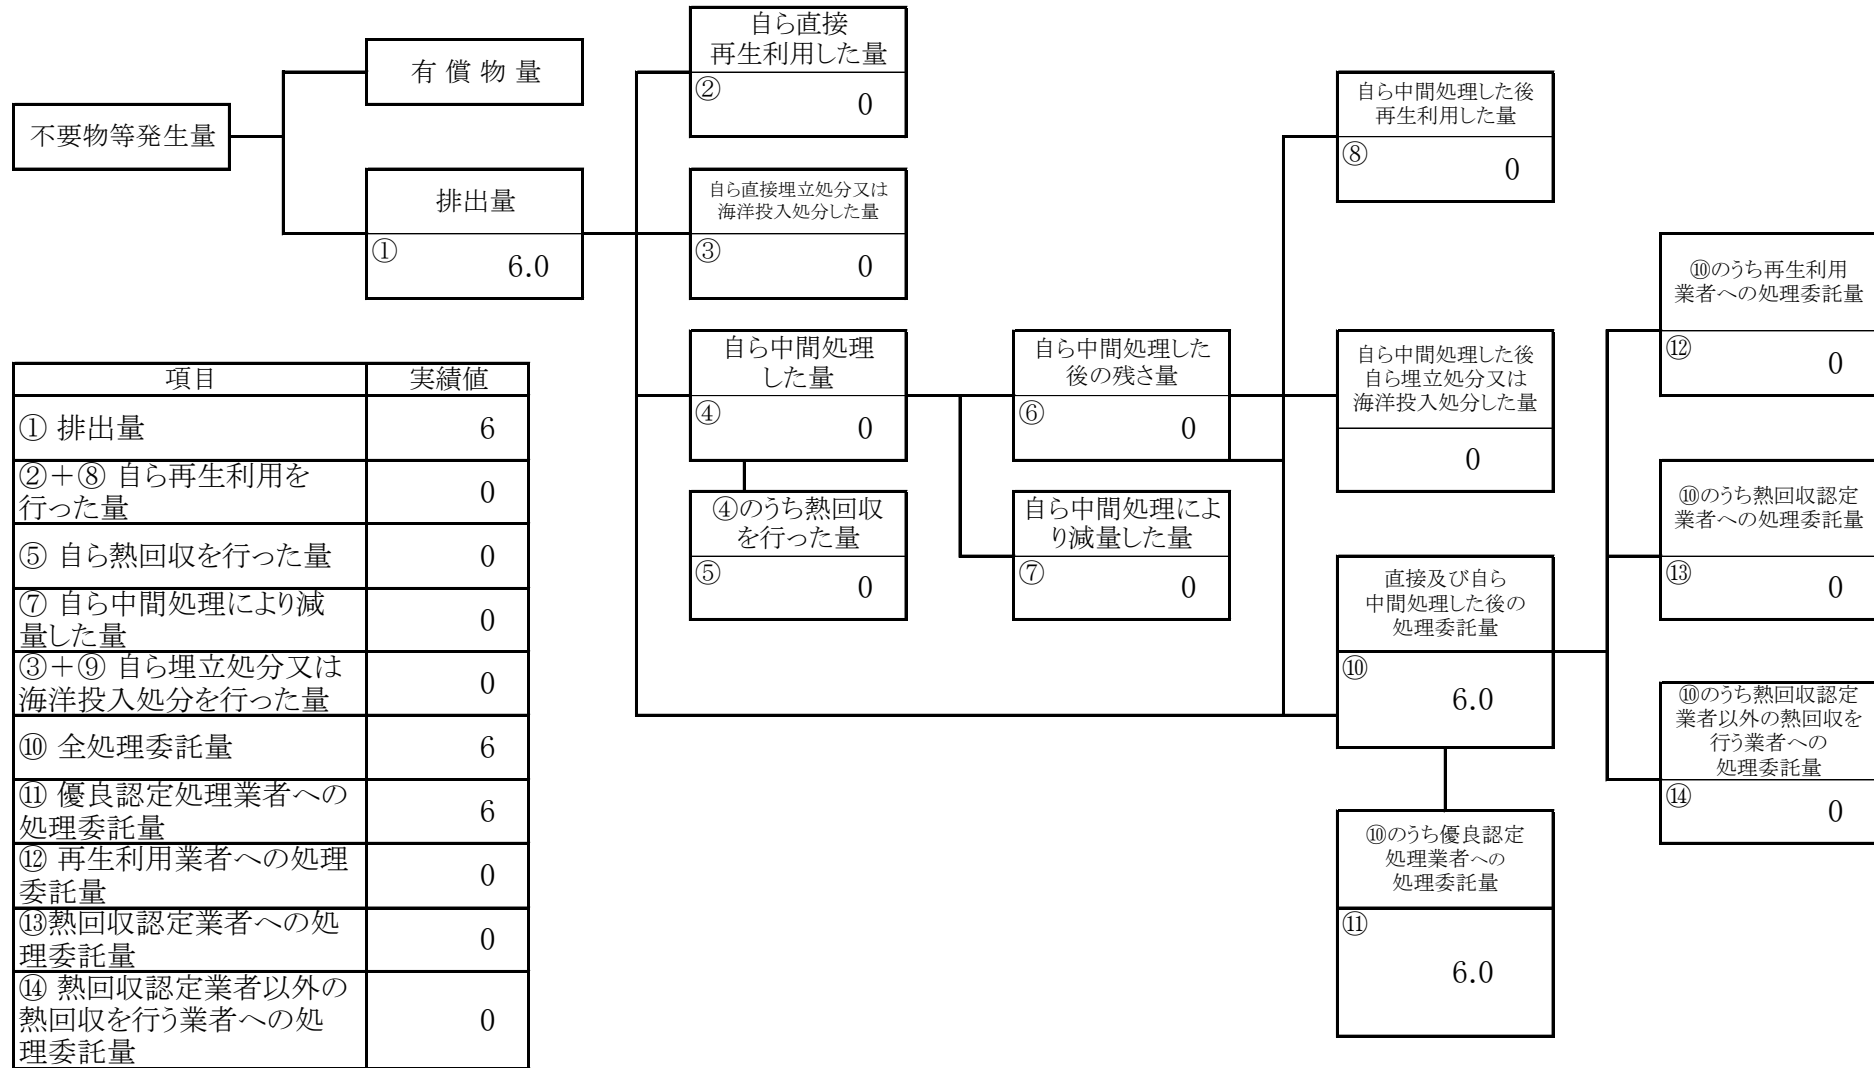 不要物等発生量
有 償 物 量
排出量
①
6.0
自ら直接
再生利用した量
②
0
自ら直接埋立処分又は
海洋投入処分した量
③
0
自ら中間処理
した量
④
0
④のうち熱回収
を行った量
⑤
0
自ら中間処理した
後の残さ量
⑥
0
自ら中間処理によ
り減量した量
⑦
0
自ら中間処理した後
再生利用した量
⑧
0
自ら中間処理した後
自ら埋立処分又は
海洋投入処分した量
0
直接及び自ら
中間処理した後の
処理委託量
⑩
6.0
⑩のうち優良認定
処理業者への
処理委託量
⑪
6.0
⑩のうち再生利用
業者への処理委託量
⑫
0
⑩のうち熱回収認定
業者への処理委託量
⑬
0
⑩のうち熱回収認定
業者以外の熱回収を
行う業者への
処理委託量
⑭
0
項目 実績値
① 排出量 6
②+⑧ 自ら再生利用を
行った量 0
⑤ 自ら熱回収を行った量 0
⑦ 自ら中間処理により減
量した量 0
③+⑨ 自ら埋立処分又は
海洋投入処分を行った量 0
⑩ 全処理委託量 6
⑪ 優良認定処理業者への
処理委託量 6
⑫ 再生利用業者への処理
委託量 0
⑬熱回収認定業者への処
理委託量 0
⑭ 熱回収認定業者以外の
熱回収を行う業者への処
理委託量 0